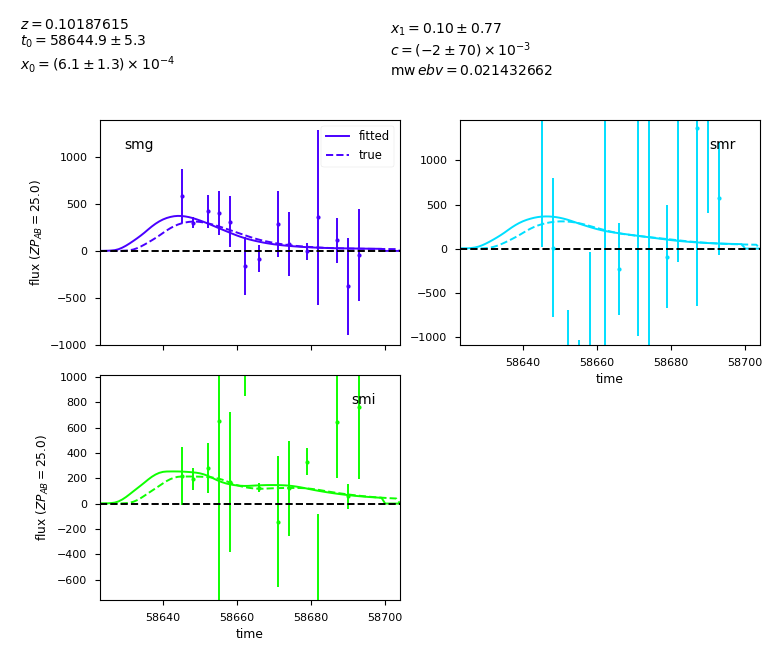 z = 0.10187615
t₀ = 58644.9 ± 5.3
x₀ = (6.1 ± 1.3) × 10⁻⁴
x₁ = 0.10 ± 0.77
c = (−2 ± 70) × 10⁻³
mw ebv = 0.021432662
smg
fitted
true
1000
500
0
−500
−1000
flux (ZP_AB = 25.0)
smr
1000
500
0
−500
−1000
58640 58660 58680 58700
time
smi
1000
800
600
400
200
0
−200
−400
−600
flux (ZP_AB = 25.0)
58640 58660 58680 58700
time